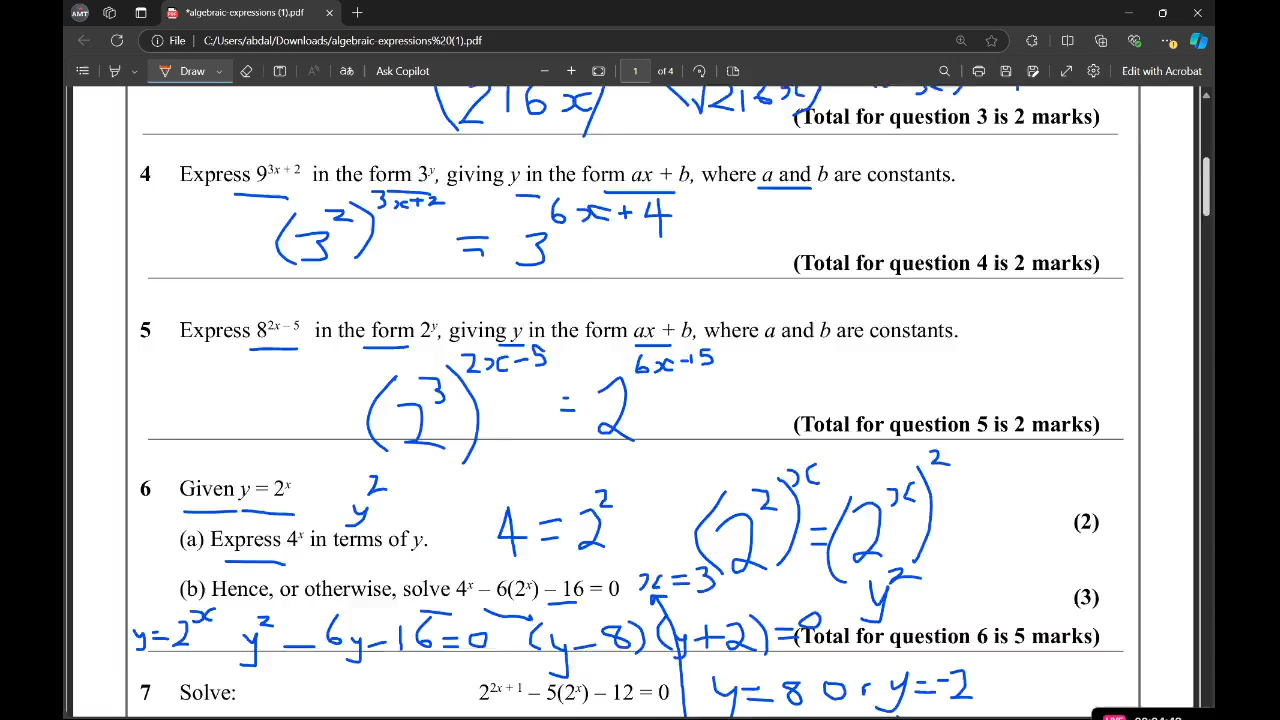 AMT
*algebraic-expressions (1).pdf
File C:/Users/abdal/Downloads/algebraic-expressions%20(1).pdf
Draw Ask Copilot 1 of 4 Edit with Acrobat
(216x) (√216x)
(Total for question 3 is 2 marks)
4 Express 9^(3x + 2) in the form 3^y, giving y in the form ax + b, where a and b are constants.
(3^2)^(3x+2) = 3^(6x+4)
(Total for question 4 is 2 marks)
5 Express 8^(2x – 5) in the form 2^y, giving y in the form ax + b, where a and b are constants.
(2^3)^(2x-5) = 2^(6x-15)
(Total for question 5 is 2 marks)
6 Given y = 2^x
y^2
4 = 2^2 (2^2)^x = (2^x)^2
(2)
(a) Express 4^x in terms of y.
(b) Hence, or otherwise, solve 4^x – 6(2^x) – 16 = 0
x = 3 y^2
(3)
y = 2^x y^2 - 6y - 16 = 0 (y - 8)(y + 2) = 0
(Total for question 6 is 5 marks)
7 Solve: 2^(2x + 1) – 5(2^x) – 12 = 0
y = 8 or y = -2